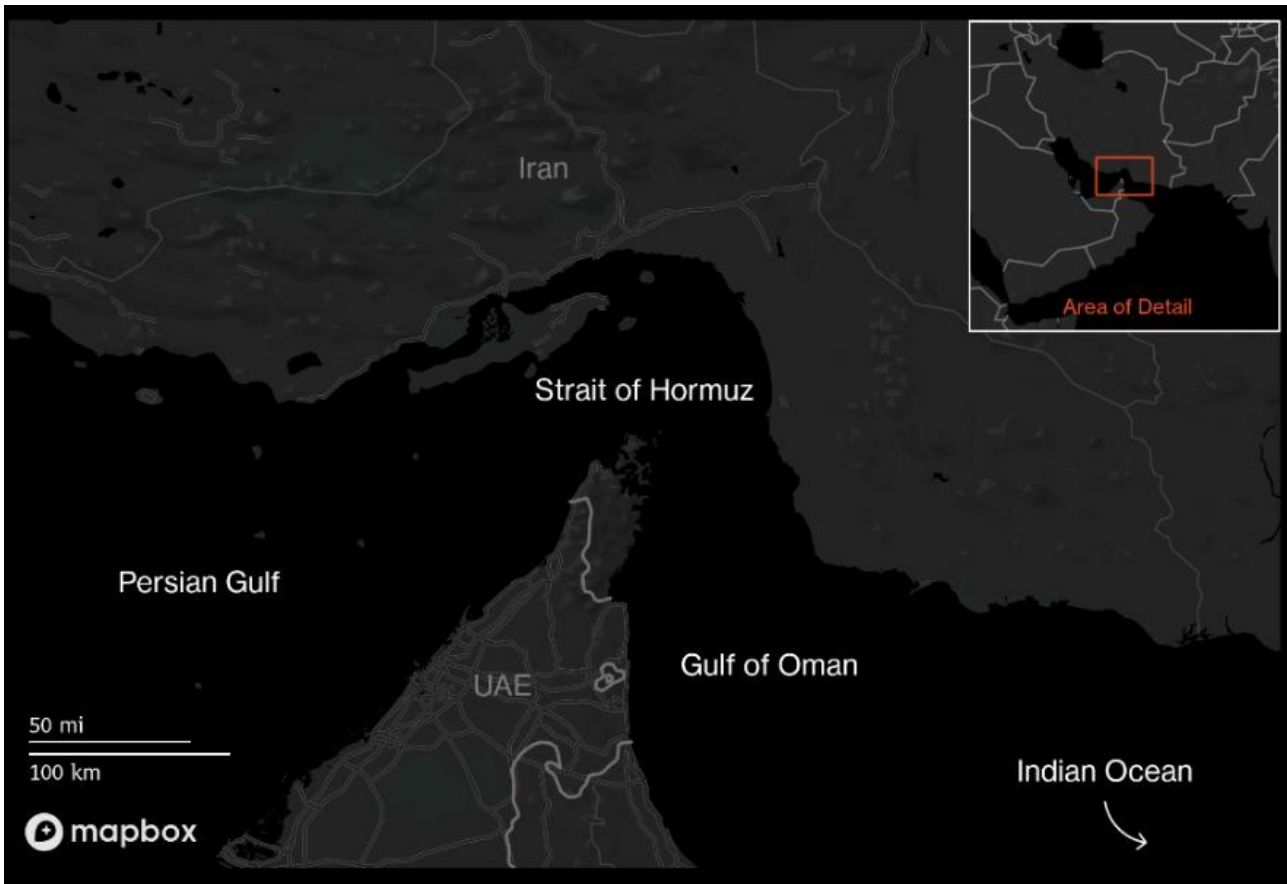 Iran
Area of Detail
Strait of Hormuz
Persian Gulf
Gulf of Oman
UAE
50 mi
100 km
Indian Ocean
mapbox